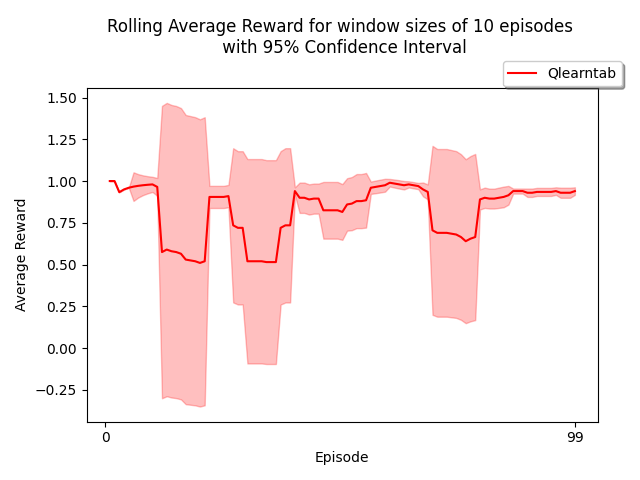 Rolling Average Reward for window sizes of 10 episodes
with 95% Confidence Interval
Qlearntab
1.50
1.25
1.00
0.75
0.50
0.25
0.00
−0.25
Average Reward
0 99
Episode